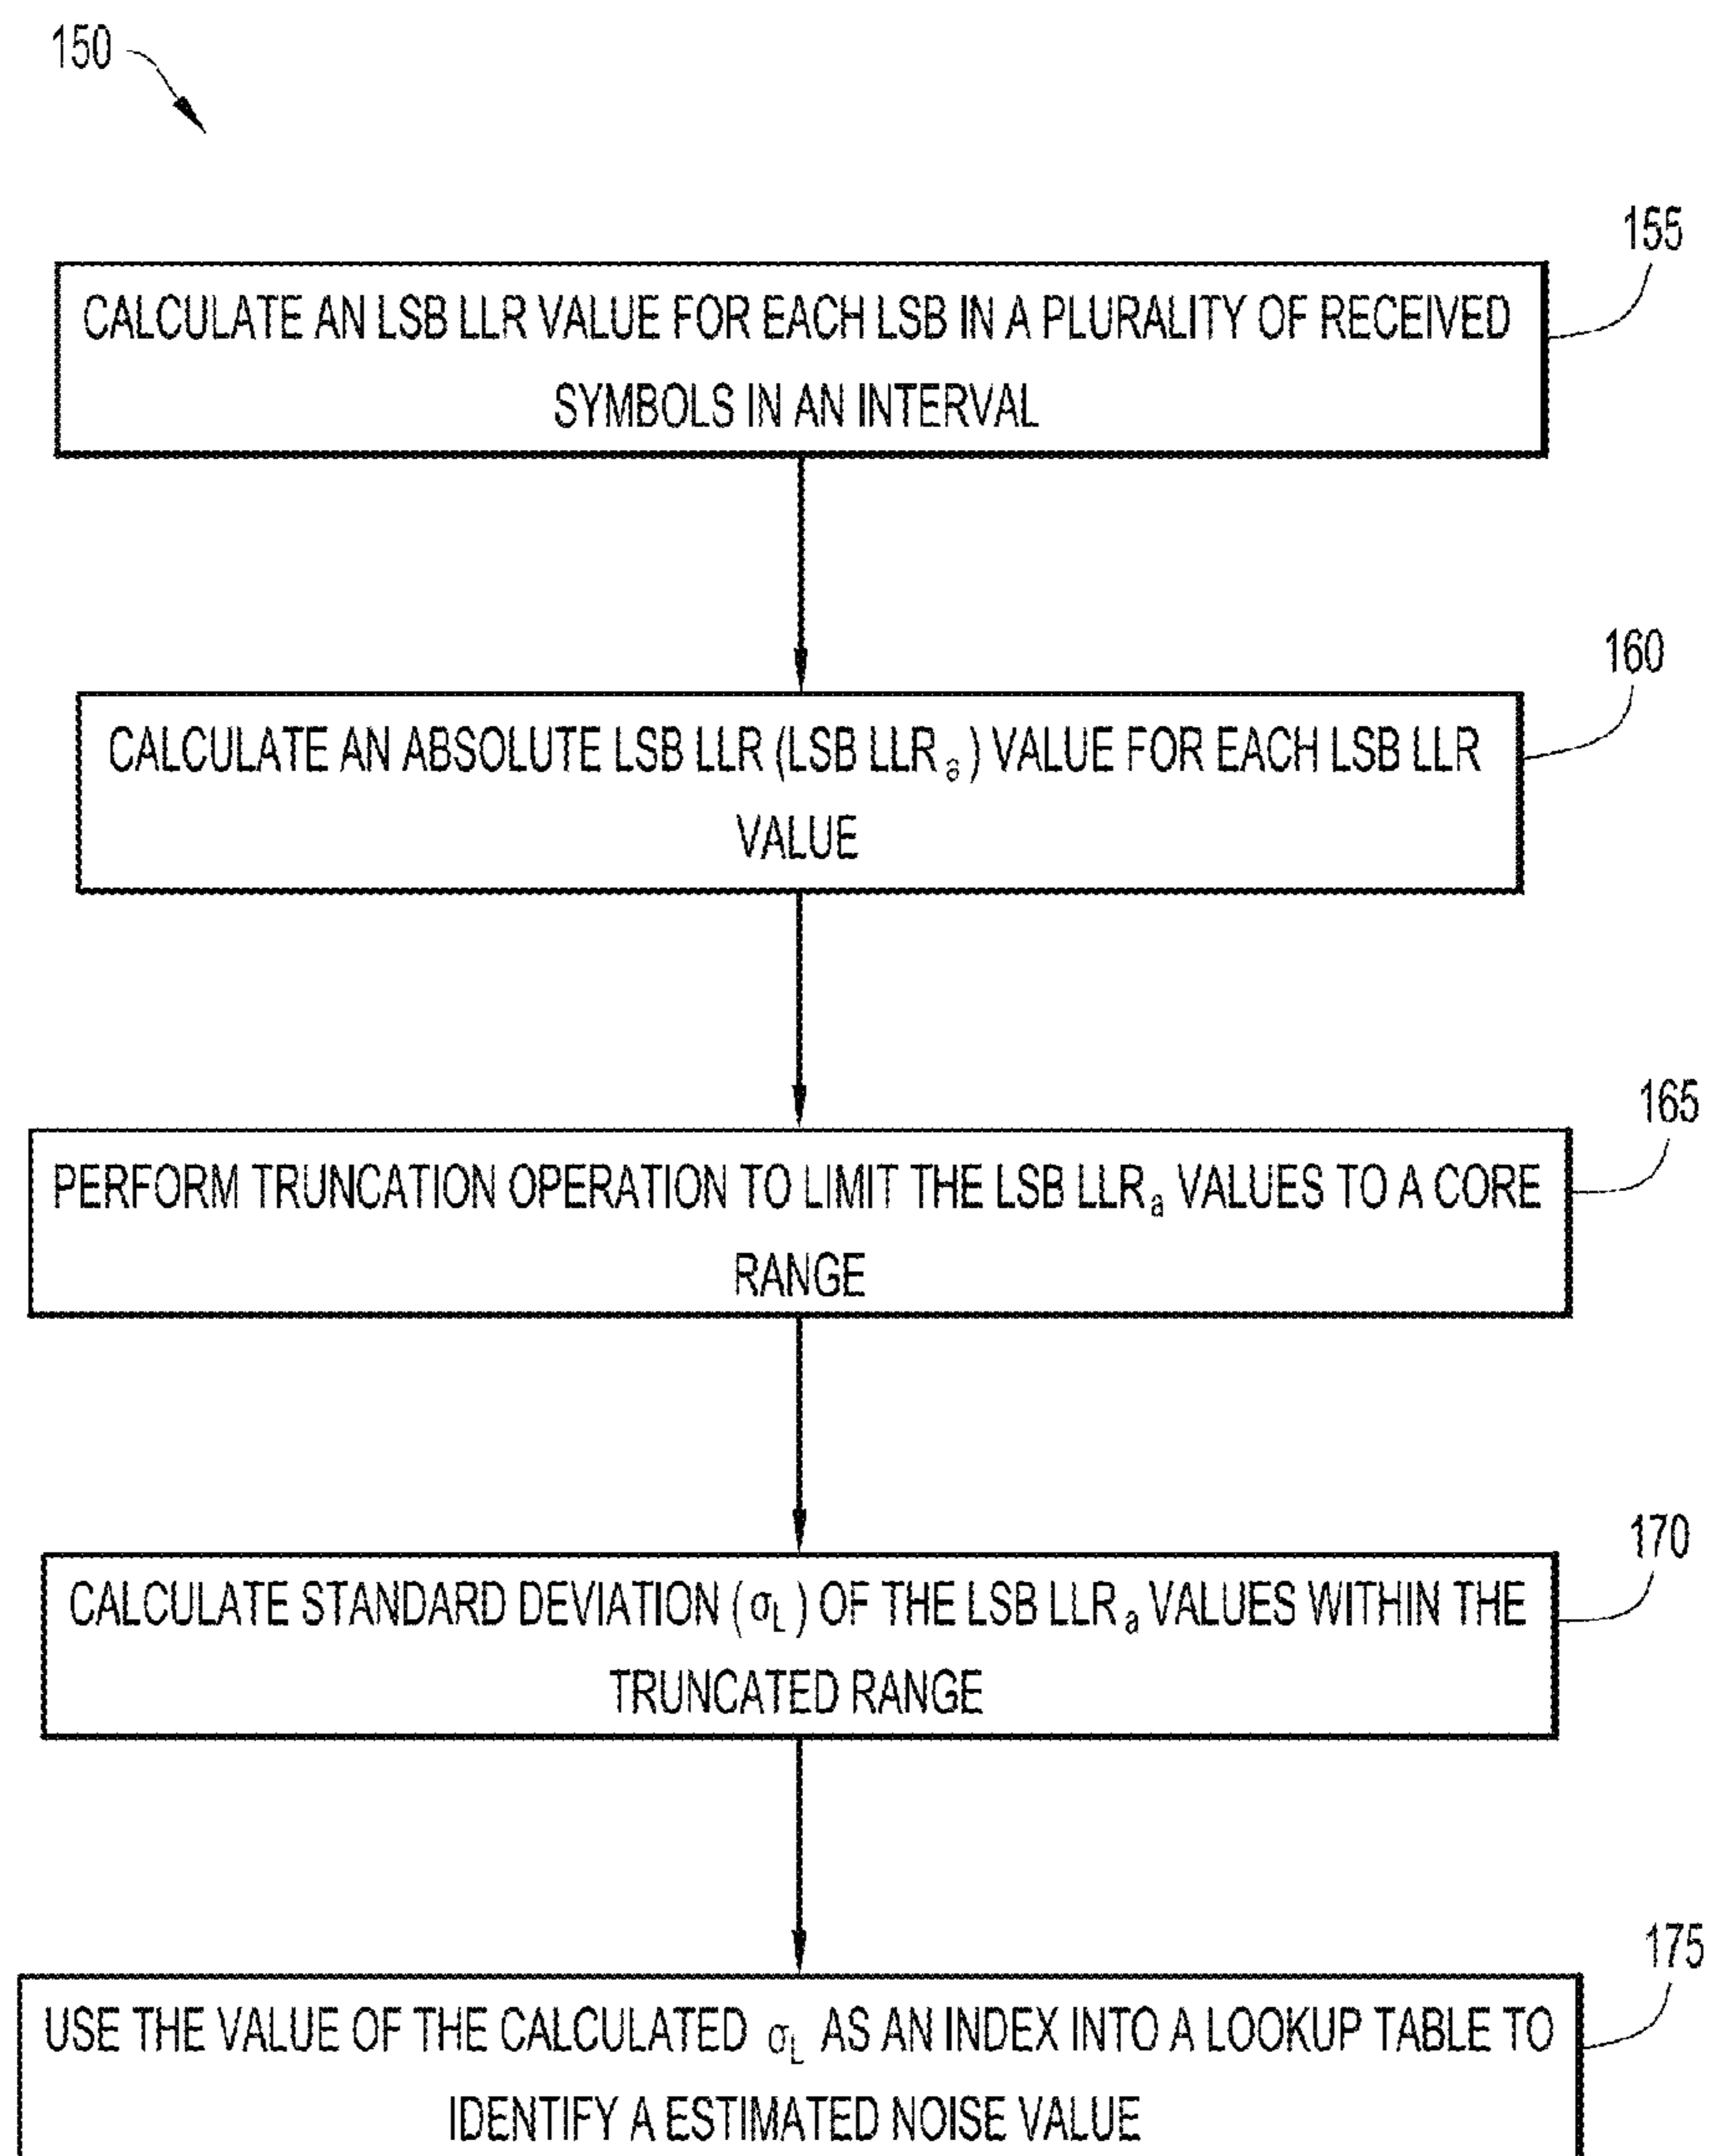 150
155
CALCULATE AN LSB LLR VALUE FOR EACH LSB IN A PLURALITY OF RECEIVED
SYMBOLS IN AN INTERVAL
160
CALCULATE AN ABSOLUTE LSB LLR (LSB LLRₐ) VALUE FOR EACH LSB LLR
VALUE
165
PERFORM TRUNCATION OPERATION TO LIMIT THE LSB LLRₐ VALUES TO A CORE
RANGE
170
CALCULATE STANDARD DEVIATION (σ_L) OF THE LSB LLRₐ VALUES WITHIN THE
TRUNCATED RANGE
175
USE THE VALUE OF THE CALCULATED σ_L AS AN INDEX INTO A LOOKUP TABLE TO
IDENTIFY A ESTIMATED NOISE VALUE